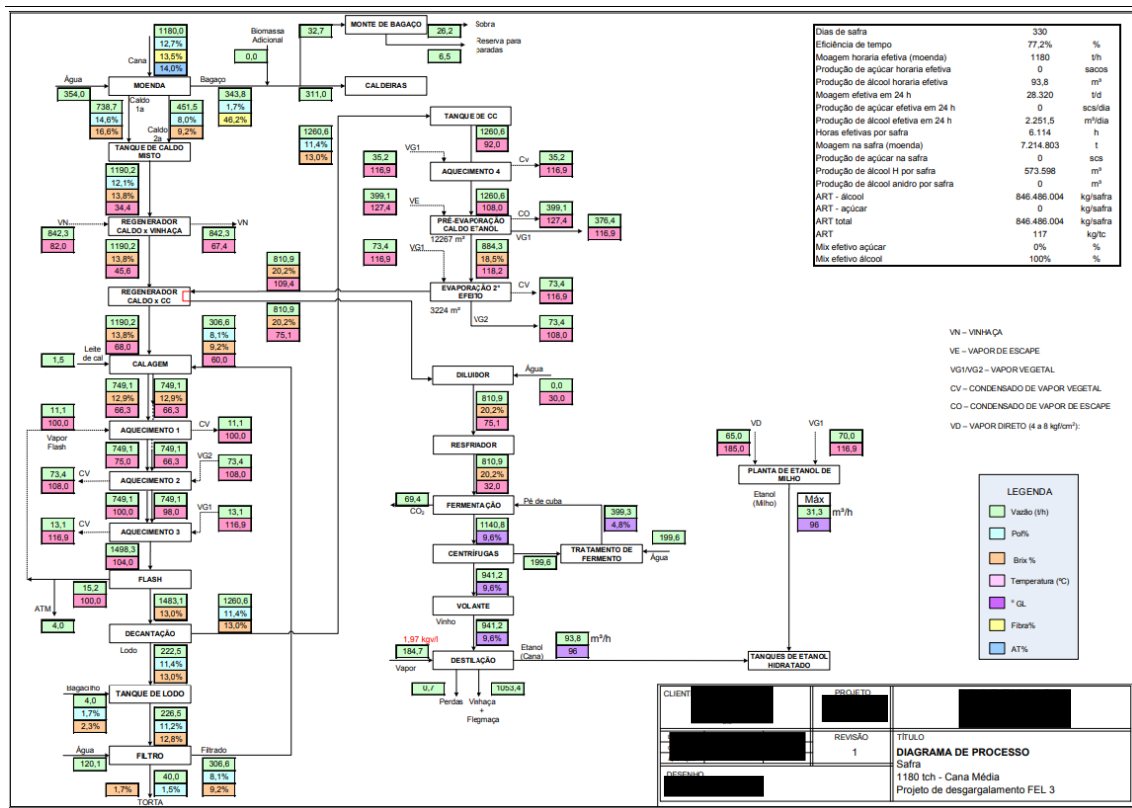 1180,0
12,7%
13,5%
14,0%
Cana
Água
354,0
MOENDA
Bagaço
343,8
1,7%
46,2%
Biomassa
Adicional
0,0
32,7
MONTE DE BAGAÇO
Sobra
26,2
Reserva para
paradas
6,5
311,0
CALDEIRAS
Caldo
1a
738,7
14,6%
16,6%
451,5
8,0%
9,2%
Caldo
2a
TANQUE DE CALDO
MISTO
1190,2
12,1%
13,8%
34,4
VN
842,3
82,0
REGENERADOR
CALDO x VINHAÇA
VN
842,3
67,4
1190,2
13,8%
45,6
REGENERADOR
CALDO x CC
810,9
20,2%
109,4
810,9
20,2%
75,1
1190,2
13,8%
68,0
306,6
8,1%
9,2%
60,0
Leite
de cal
1,5
CALAGEM
749,1
12,9%
66,3
749,1
12,9%
66,3
11,1
100,0
Vapor
Flash
AQUECIMENTO 1
CV
11,1
100,0
749,1
75,0
749,1
66,3
73,4
108,0
CV
AQUECIMENTO 2
VG2
73,4
108,0
749,1
100,0
749,1
98,0
13,1
116,9
CV
AQUECIMENTO 3
VG1
13,1
116,9
1498,3
104,0
FLASH
15,2
100,0
ATM
4,0
1483,1
13,0%
1260,6
11,4%
13,0%
DECANTAÇÃO
Lodo
222,5
11,4%
13,0%
Bagacilho
4,0
1,7%
2,3%
TANQUE DE LODO
226,5
11,2%
12,8%
Água
120,1
FILTRO
Filtrado
306,6
8,1%
9,2%
1,7%
40,0
1,5%
TORTA
1260,6
11,4%
13,0%
TANQUE DE CC
1260,6
92,0
VG1
35,2
116,9
AQUECIMENTO 4
Cv
35,2
116,9
1260,6
108,0
399,1
127,4
VE
PRÉ-EVAPORAÇÃO
CALDO ETANOL
12267 m²
CO
399,1
127,4
VG1
376,4
116,9
884,3
18,5%
118,2
73,4
116,9
VG1
EVAPORAÇÃO 2°
EFEITO
3224 m²
CV
73,4
116,9
VG2
73,4
108,0
DILUIDOR
Água
0,0
30,0
810,9
20,2%
75,1
RESFRIADOR
810,9
20,2%
32,0
69,4
CO₂
FERMENTAÇÃO
Pé de cuba
399,3
4,8%
1140,8
9,6%
CENTRÍFUGAS
199,6
TRATAMENTO DE
FERMENTO
199,6
Água
941,2
9,6%
VOLANTE
Vinho
941,2
9,6%
1,97 kgv/l
184,7
Vapor
DESTILAÇÃO
Etanol
(Cana)
93,8 m³/h
96
0,7
Perdas
1053,4
Vinhaça
+
Flegmaça
VD
65,0
185,0
VG1
70,0
116,9
PLANTA DE ETANOL DE
MILHO
Etanol
(Milho)
Máx
31,3 m³/h
96
TANQUES DE ETANOL
HIDRATADO
Dias de safra 330
Eficiência de tempo 77,2% %
Moagem horaria efetiva (moenda) 1180 t/h
Produção de açúcar horaria efetiva 0 sacos
Produção de álcool horaria efetiva 93,8 m³
Moagem efetiva em 24 h 28.320 t/d
Produção de açúcar efetiva em 24 h 0 scs/dia
Produção de álcool efetiva em 24 h 2.251,5 m³/dia
Horas efetivas por safra 6.114 h
Moagem na safra (moenda) 7.214.803 t
Produção de açúcar na safra 0 scs
Produção de álcool H por safra 573.598 m³
Produção de álcool anidro por safra 0 m³
ART - álcool 846.486.004 kg/safra
ART - açúcar 0 kg/safra
ART total 846.486.004 kg/safra
ART 117 kg/tc
Mix efetivo açúcar 0% %
Mix efetivo álcool 100% %
VN – VINHAÇA
VE – VAPOR DE ESCAPE
VG1/VG2 – VAPOR VEGETAL
CV – CONDENSADO DE VAPOR VEGETAL
CO – CONDENSADO DE VAPOR DE ESCAPE
VD – VAPOR DIRETO (4 a 8 kgf/cm²):
LEGENDA
Vazão (t/h)
Pol%
Brix %
Temperatura (ºC)
° GL
Fibra%
AT%
CLIENT
PROJETO
REVISÃO
1
TÍTULO
DIAGRAMA DE PROCESSO
Safra
1180 tch - Cana Média
Projeto de desgargalamento FEL 3
DESENHO